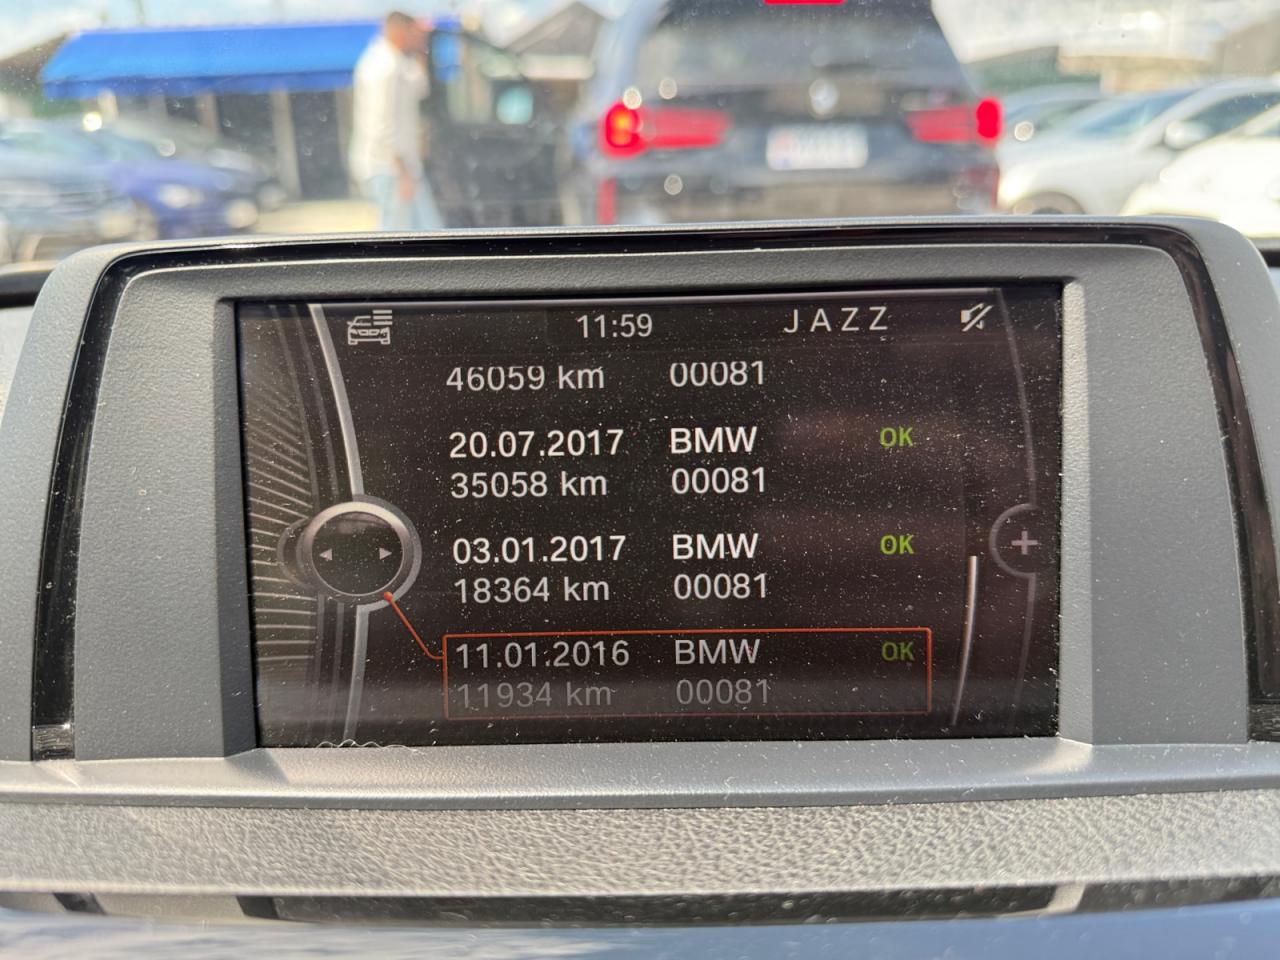 11:59 JAZZ
46059 km 00081
20.07.2017 BMW OK
35058 km 00081
03.01.2017 BMW OK
18364 km 00081
11.01.2016 BMW OK
11934 km 00081